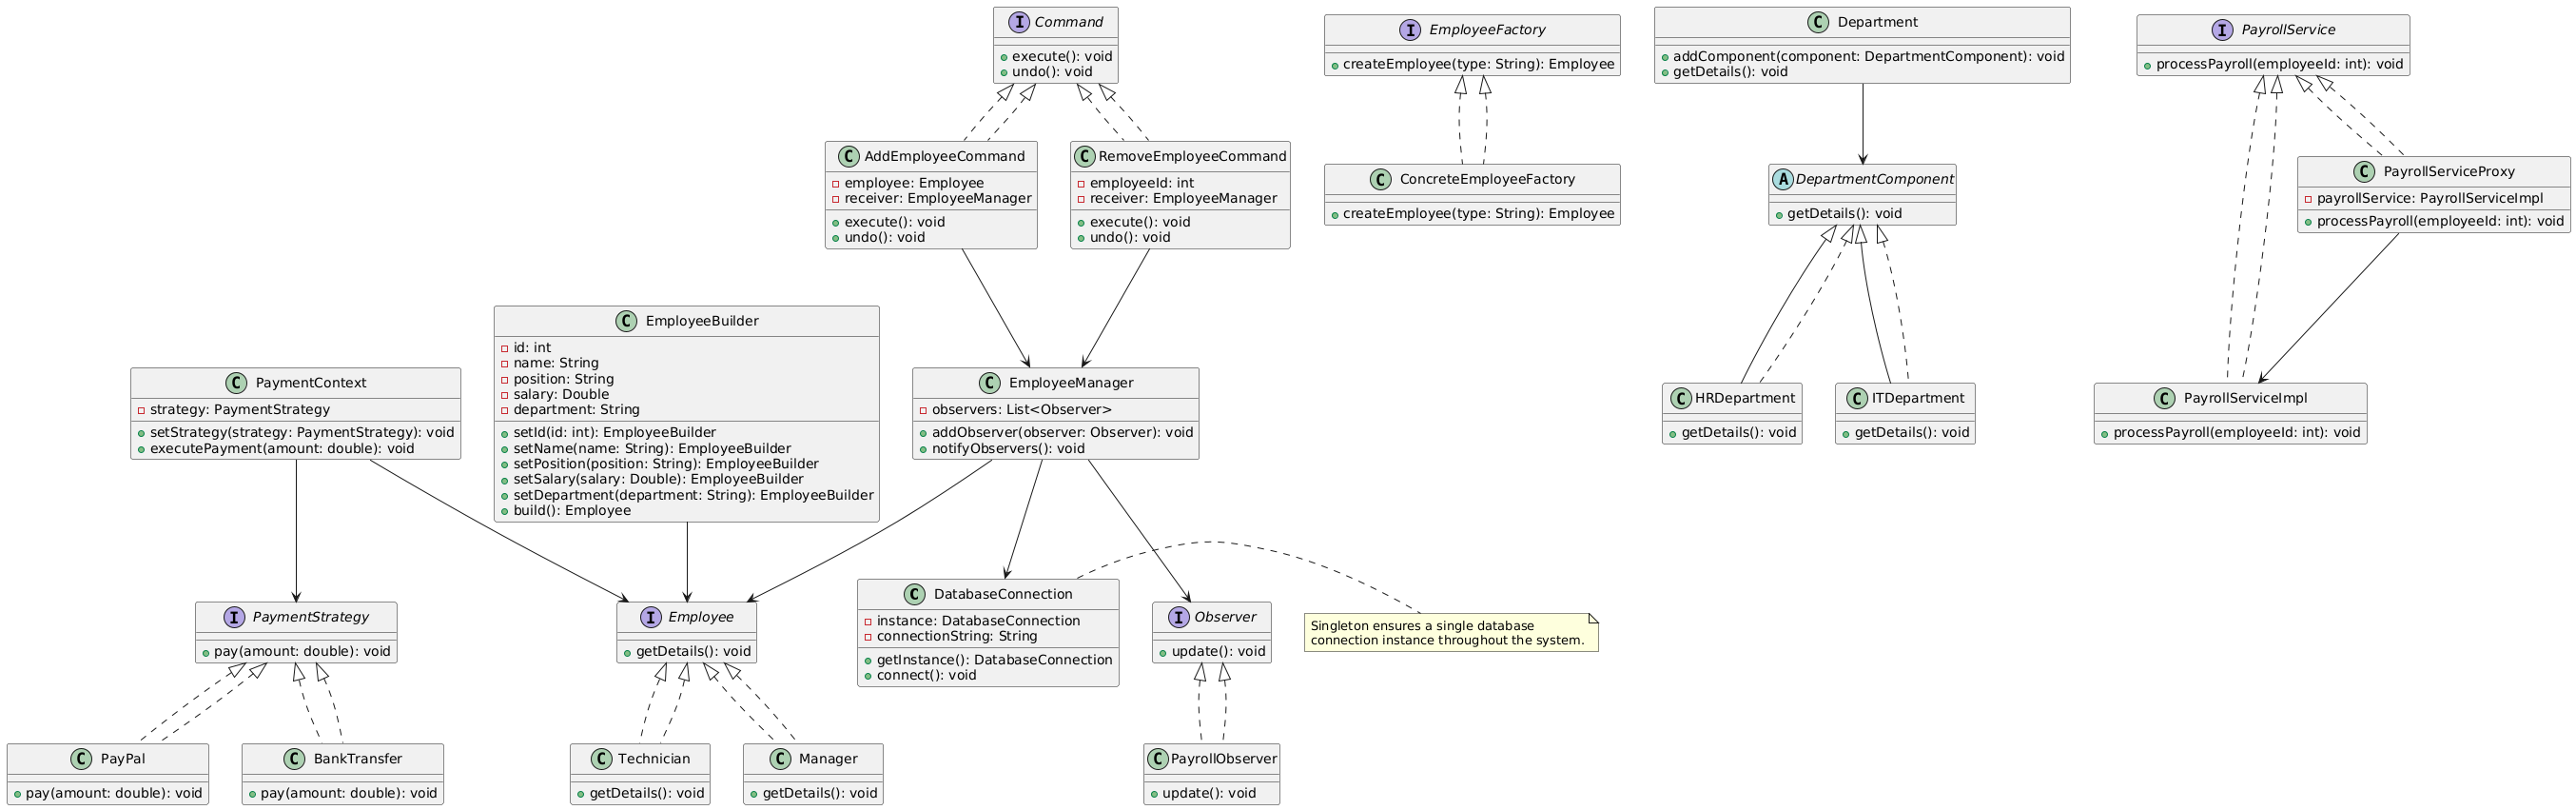 Command
execute(): void
undo(): void
EmployeeFactory
createEmployee(type: String): Employee
Department
addComponent(component: DepartmentComponent): void
getDetails(): void
PayrollService
processPayroll(employeeId: int): void
AddEmployeeCommand
employee: Employee
receiver: EmployeeManager
execute(): void
undo(): void
RemoveEmployeeCommand
employeeId: int
receiver: EmployeeManager
execute(): void
undo(): void
ConcreteEmployeeFactory
createEmployee(type: String): Employee
DepartmentComponent
getDetails(): void
PayrollServiceProxy
payrollService: PayrollServiceImpl
processPayroll(employeeId: int): void
PaymentContext
strategy: PaymentStrategy
setStrategy(strategy: PaymentStrategy): void
executePayment(amount: double): void
EmployeeBuilder
id: int
name: String
position: String
salary: Double
department: String
setId(id: int): EmployeeBuilder
setName(name: String): EmployeeBuilder
setPosition(position: String): EmployeeBuilder
setSalary(salary: Double): EmployeeBuilder
setDepartment(department: String): EmployeeBuilder
build(): Employee
EmployeeManager
observers: List<Observer>
addObserver(observer: Observer): void
notifyObservers(): void
HRDepartment
getDetails(): void
ITDepartment
getDetails(): void
PayrollServiceImpl
processPayroll(employeeId: int): void
PaymentStrategy
pay(amount: double): void
Employee
getDetails(): void
DatabaseConnection
instance: DatabaseConnection
connectionString: String
getInstance(): DatabaseConnection
connect(): void
Observer
update(): void
Singleton ensures a single database
connection instance throughout the system.
PayPal
pay(amount: double): void
BankTransfer
pay(amount: double): void
Technician
getDetails(): void
Manager
getDetails(): void
PayrollObserver
update(): void